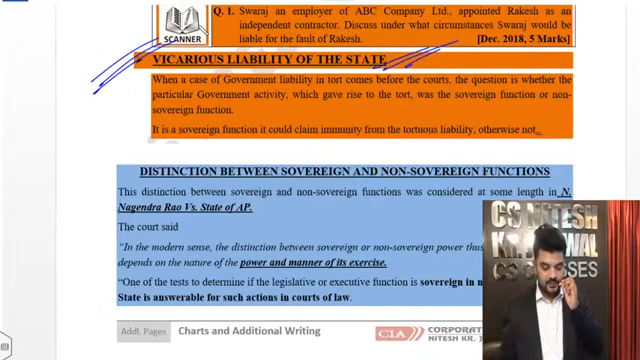 Q. 1. Swaraj an employer of ABC Company Ltd., appointed Rakesh as an
independent contractor. Discuss under what circumstances Swaraj would be
liable for the fault of Rakesh. [Dec. 2018, 5 Marks]
SCANNER
VICARIOUS LIABILITY OF THE STATE
When a case of Government liability in tort comes before the courts, the question is whether the
particular Government activity, which gave rise to the tort, was the sovereign function or non-
sovereign function.
It is a sovereign function it could claim immunity from the tortuous liability, otherwise not..
DISTINCTION BETWEEN SOVEREIGN AND NON-SOVEREIGN FUNCTIONS
This distinction between sovereign and non-sovereign functions was considered at some length in N.
Nagendra Rao Vs. State of AP.
The court said
"In the modern sense, the distinction between sovereign or non-sovereign power thus
depends on the nature of the power and manner of its exercise.
"One of the tests to determine if the legislative or executive function is sovereign in
State is answerable for such actions in courts of law.
CS NITESH
KR.
CS CLASSES
Addl. Pages
Charts and Additional Writing
CIA
NITESH KR.